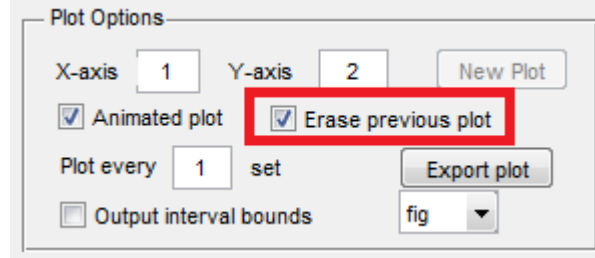 Plot Options
X-axis 1 Y-axis 2 New Plot
Animated plot Erase previous plot
Plot every 1 set Export plot
Output interval bounds fig